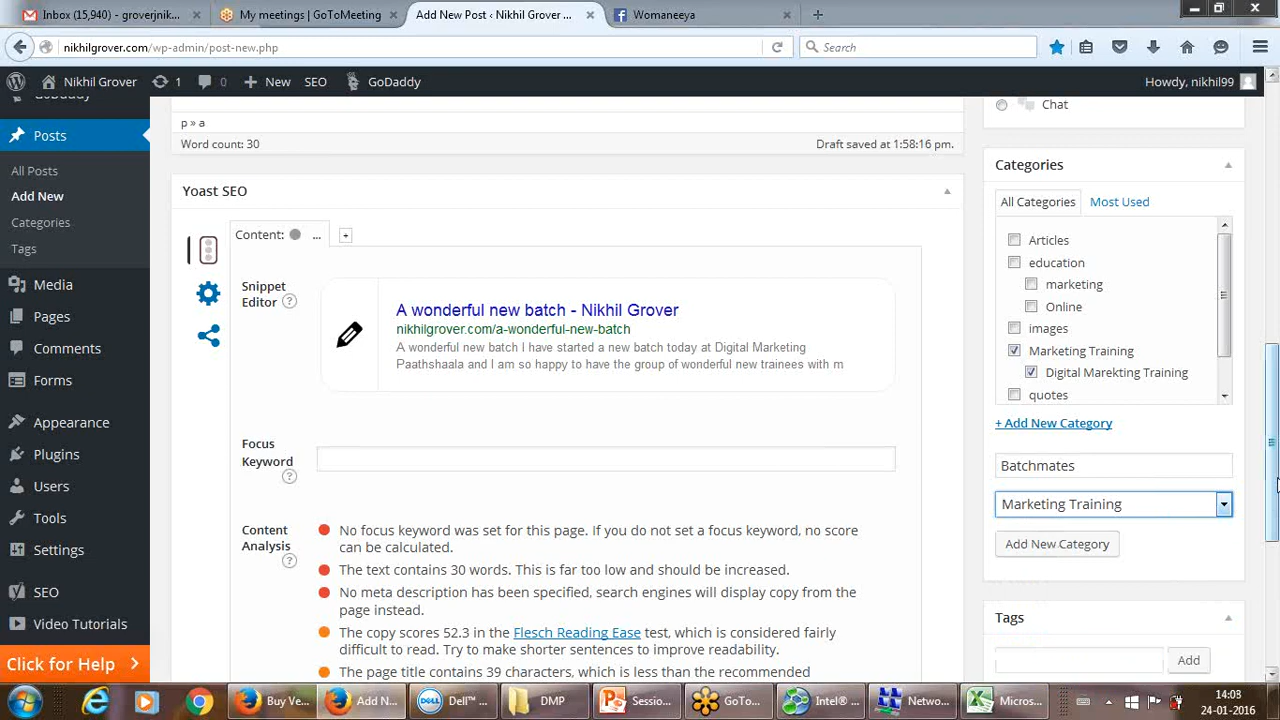 Inbox (15,940) - groverjnik...
My meetings | GoToMeeting
Add New Post ‹ Nikhil Grover ...
Womaneeya
nikhilgrover.com/wp-admin/post-new.php
Search
Nikhil Grover
1
0
New
SEO
GoDaddy
Howdy, nikhil99
GoDaddy
Posts
All Posts
Add New
Categories
Tags
Media
Pages
Comments
Forms
Appearance
Plugins
Users
Tools
Settings
SEO
Video Tutorials
Click for Help
p » a
Word count: 30
Draft saved at 1:58:16 pm.
Yoast SEO
Content: ...
+
Snippet
Editor ?
A wonderful new batch - Nikhil Grover
nikhilgrover.com/a-wonderful-new-batch
A wonderful new batch I have started a new batch today at Digital Marketing
Paathshaala and I am so happy to have the group of wonderful new trainees with m
Focus
Keyword
?
Content
Analysis
?
No focus keyword was set for this page. If you do not set a focus keyword, no score
can be calculated.
The text contains 30 words. This is far too low and should be increased.
No meta description has been specified, search engines will display copy from the
page instead.
The copy scores 52.3 in the Flesch Reading Ease test, which is considered fairly
difficult to read. Try to make shorter sentences to improve readability.
The page title contains 39 characters, which is less than the recommended
Chat
Categories
All Categories
Most Used
Articles
education
marketing
Online
images
Marketing Training
Digital Marekting Training
quotes
+ Add New Category
Batchmates
Marketing Training
Add New Category
Tags
Add
Buy Ve...
Add N...
Dell™ ...
DMP
Sessio...
GoTo...
Intel® ...
Netwo...
Micros...
14:03
24-01-2016